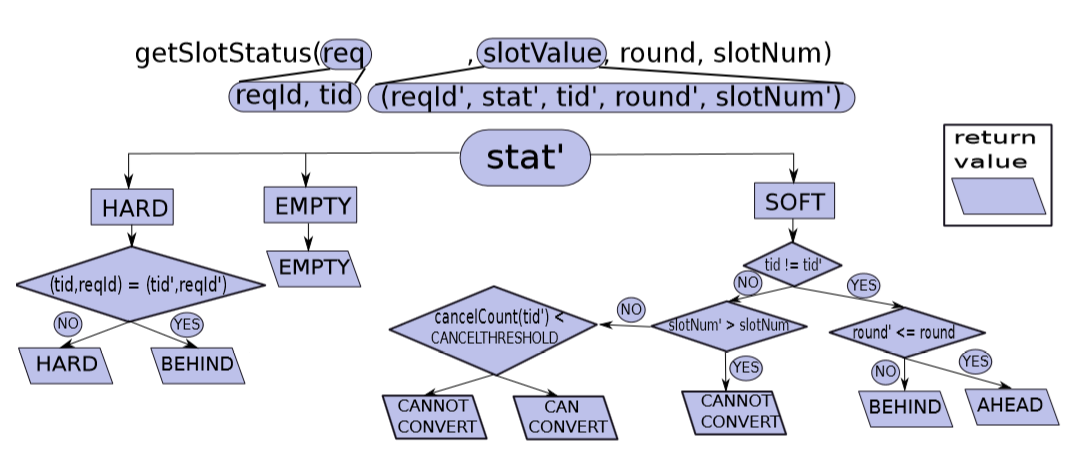 getSlotStatus(req , slotValue, round, slotNum)
reqId, tid (reqId', stat', tid', round', slotNum')
return
value
stat'
HARD
EMPTY
SOFT
(tid,reqId) = (tid',reqId')
EMPTY
tid != tid'
NO
YES
NO
YES
HARD
BEHIND
cancelCount(tid') <
CANCELTHRESHOLD
NO
slotNum' > slotNum
round' <= round
YES
NO
YES
CANNOT
CONVERT
CAN
CONVERT
CANNOT
CONVERT
BEHIND
AHEAD